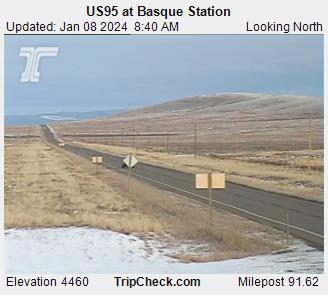 US95 at Basque Station
Updated: Jan 08 2024 8:40 AM Looking North
Elevation 4460 TripCheck.com Milepost 91.62